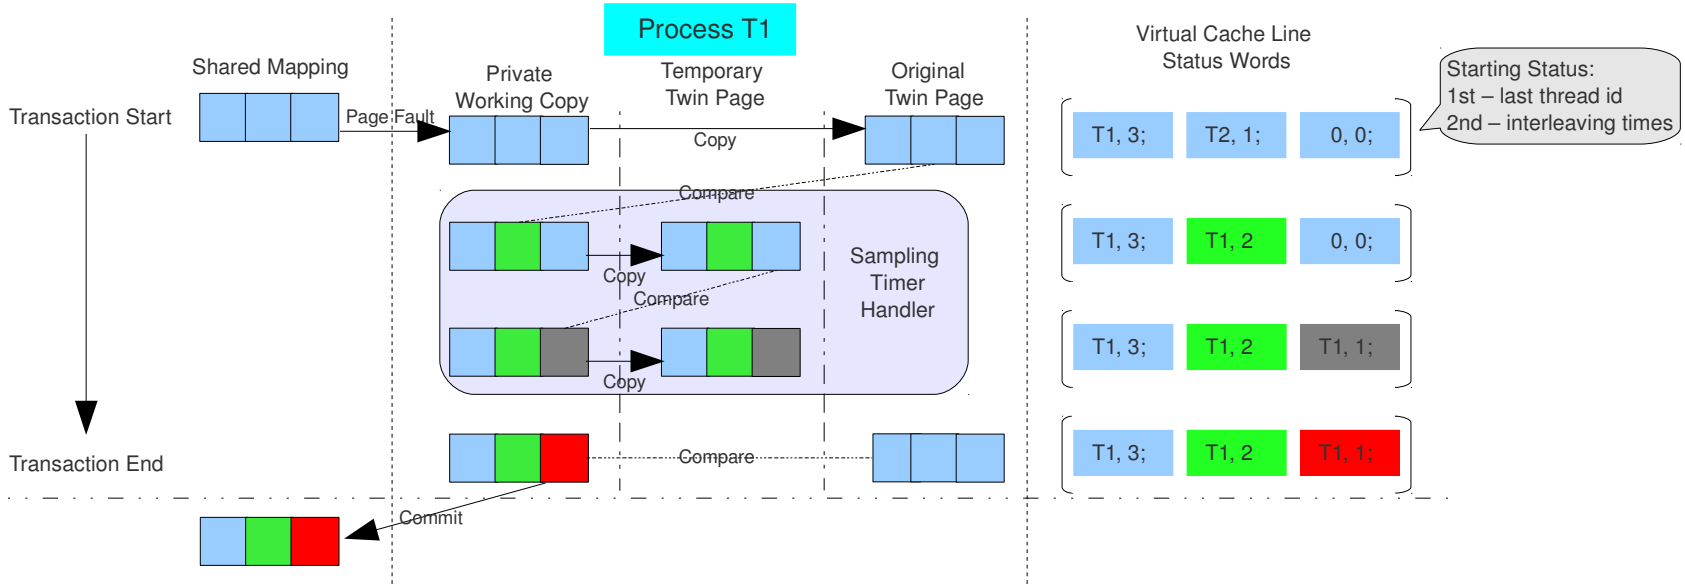 Process T1
Virtual Cache Line
Status Words
Shared Mapping
Private
Working Copy
Temporary
Twin Page
Original
Twin Page
Starting Status:
1st – last thread id
2nd – interleaving times
Transaction Start
Page Fault
Copy
T1, 3;
T2, 1;
0, 0;
Compare
T1, 3;
T1, 2
0, 0;
Copy
Sampling
Timer
Handler
Compare
T1, 3;
T1, 2
T1, 1;
Copy
Transaction End
Compare
T1, 3;
T1, 2
T1, 1;
Commit